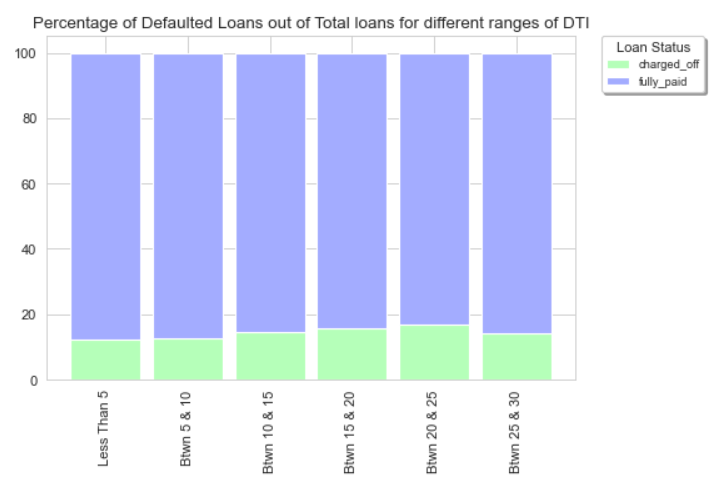 Percentage of Defaulted Loans out of Total loans for different ranges of DTI
Loan Status
charged_off
fully_paid
100
80
60
40
20
0
Less Than 5
Btwn 5 & 10
Btwn 10 & 15
Btwn 15 & 20
Btwn 20 & 25
Btwn 25 & 30